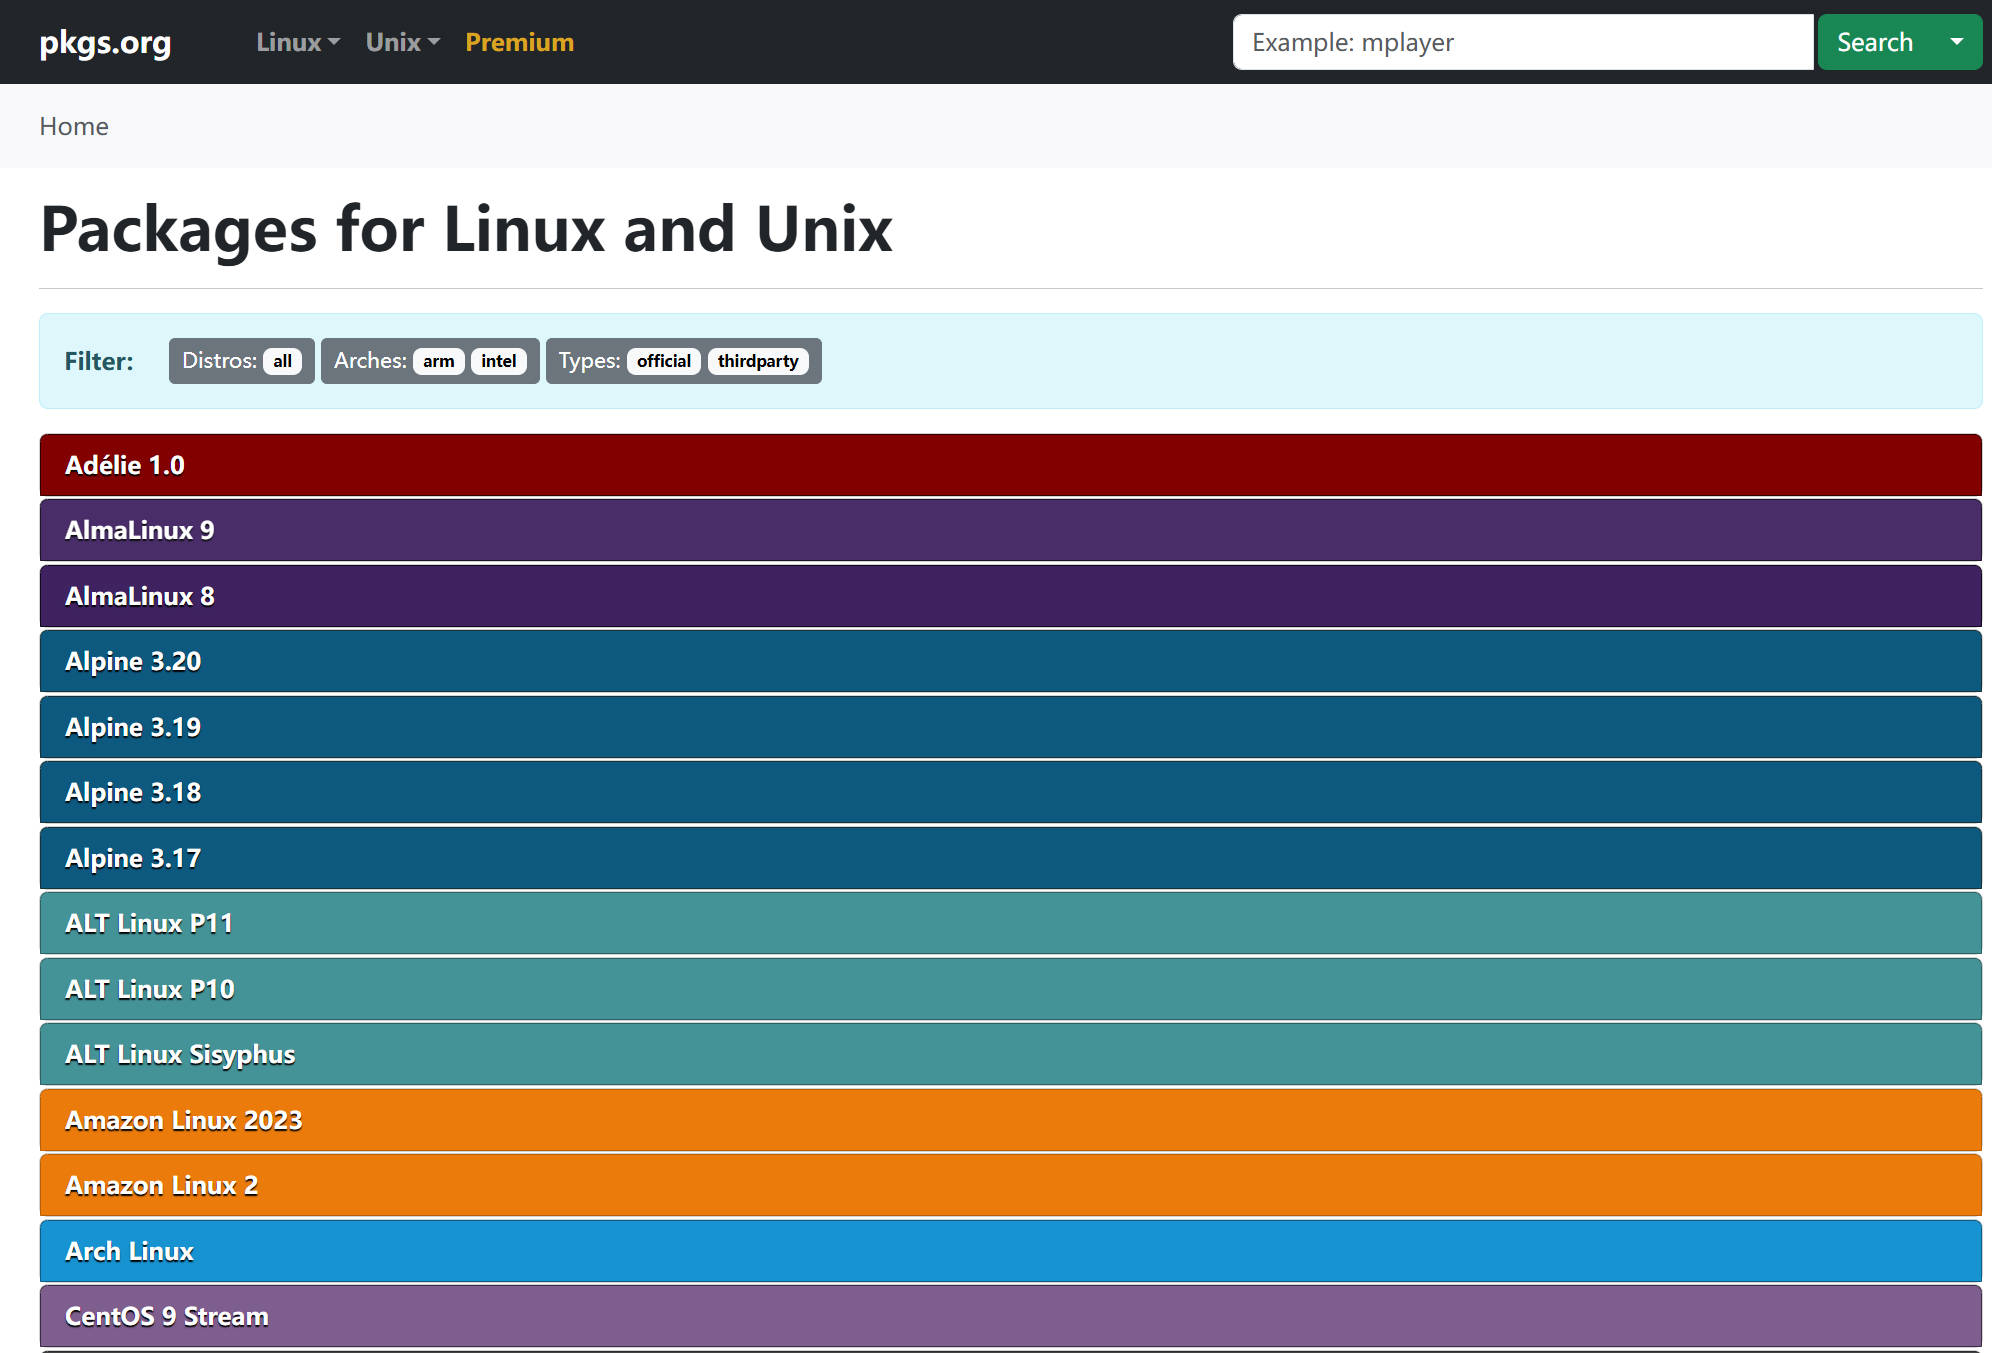 pkgs.org Linux Unix Premium Example: mplayer Search
Home
Packages for Linux and Unix
Filter: Distros: all Arches: arm intel Types: official thirdparty
Adélie 1.0
AlmaLinux 9
AlmaLinux 8
Alpine 3.20
Alpine 3.19
Alpine 3.18
Alpine 3.17
ALT Linux P11
ALT Linux P10
ALT Linux Sisyphus
Amazon Linux 2023
Amazon Linux 2
Arch Linux
CentOS 9 Stream